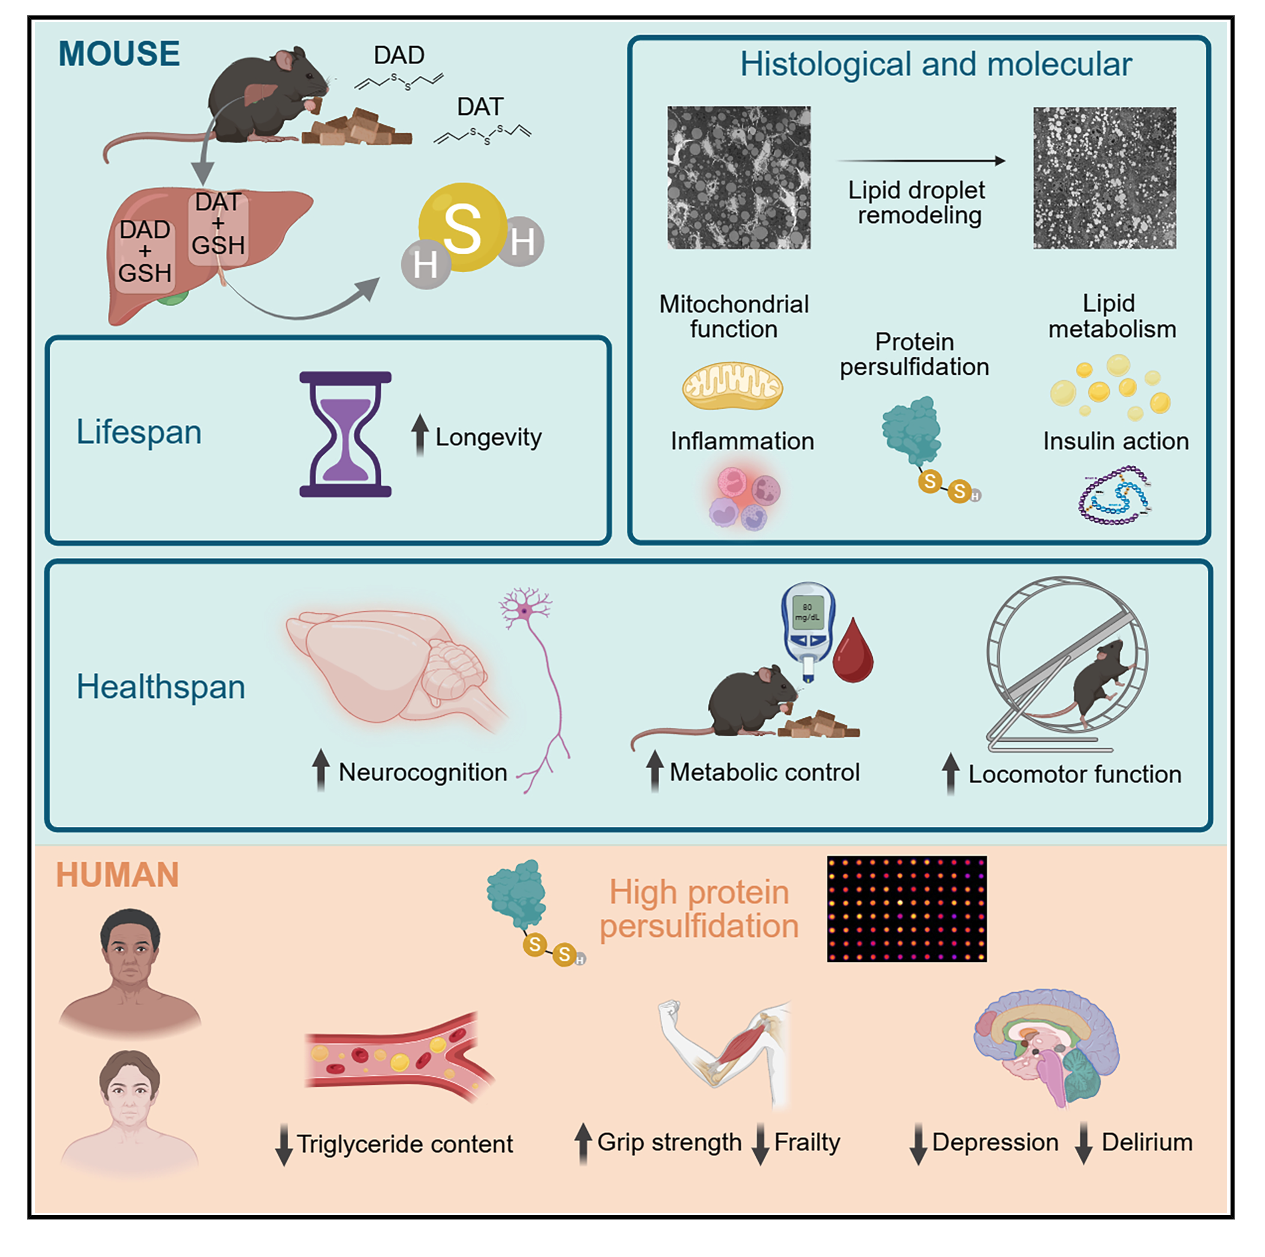 MOUSE
DAD
S
S
DAT
S
S
S
DAT
+
GSH
DAD
+
GSH
S
H
H
Histological and molecular
Lipid droplet
remodeling
Mitochondrial
function
Lipid
metabolism
Protein
persulfidation
Inflammation
Insulin action
S
S
H
Lifespan
Longevity
Healthspan
80
mg/dL
Neurocognition
Metabolic control
Locomotor function
HUMAN
High protein
persulfidation
S
S
H
Triglyceride content
Grip strength
Frailty
Depression
Delirium